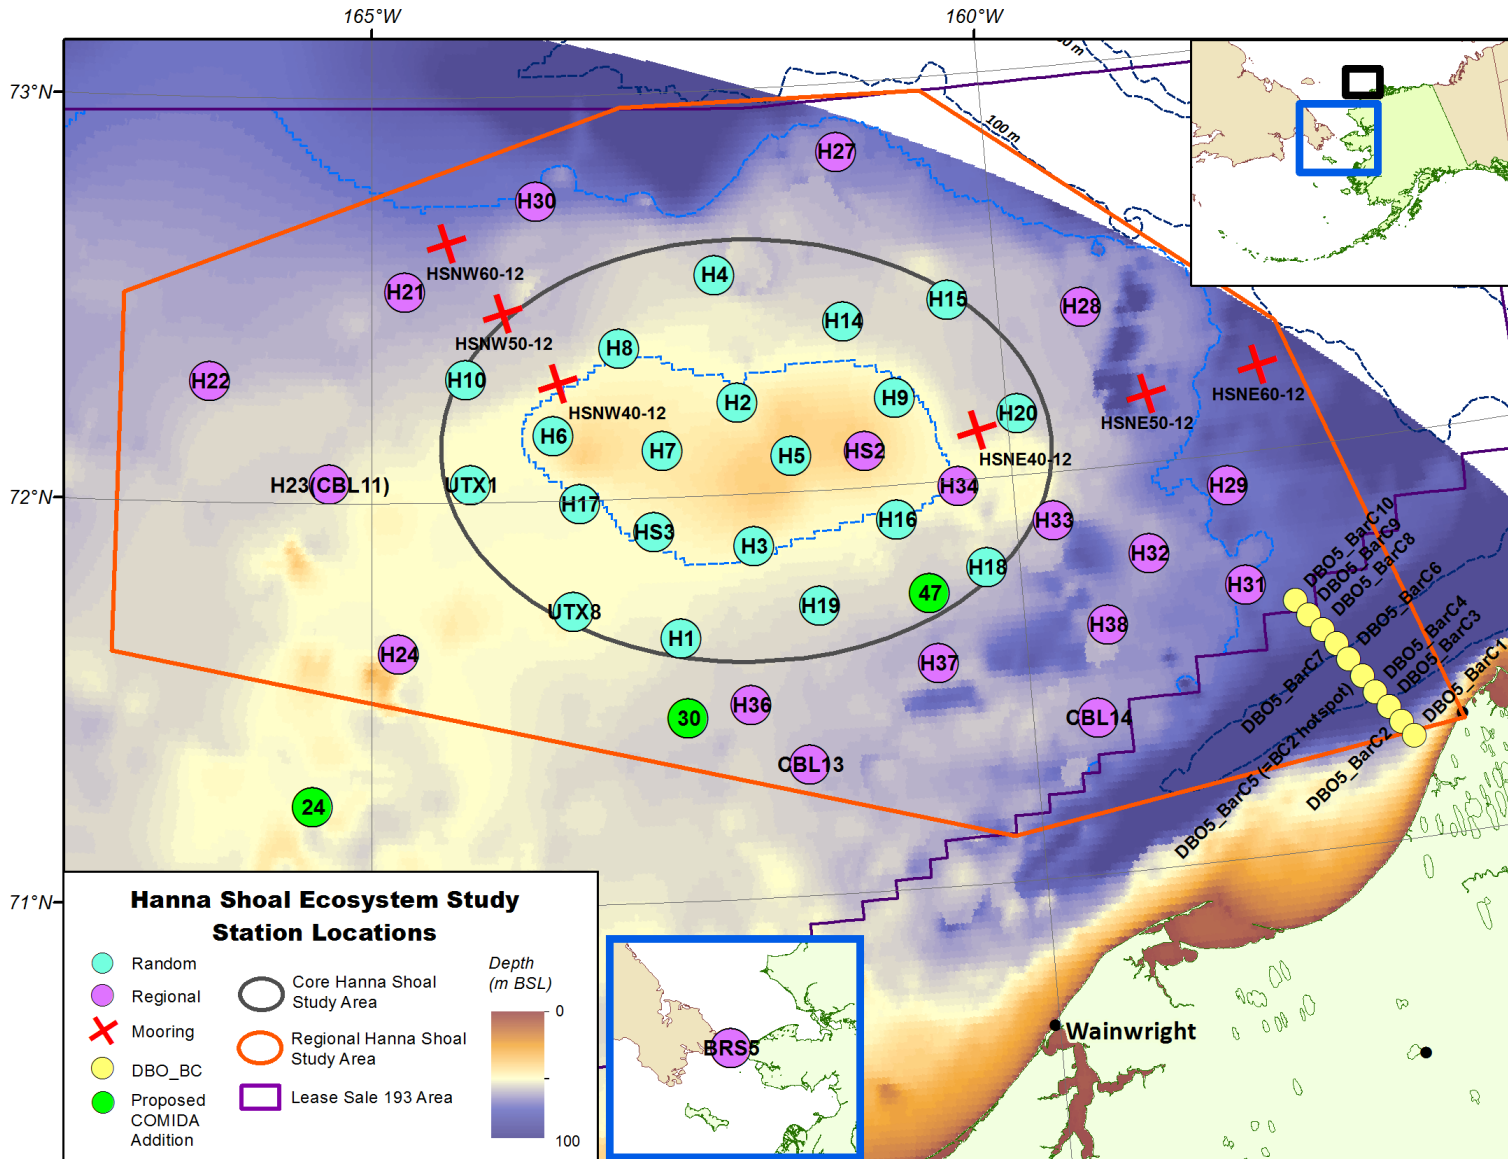 165°W
160°W
73°N
72°N
71°N
100 m
H27
H30
HSNW60-12
H21
H4
H15
H28
HSNW50-12
H14
H8
H22
H10
HSNW40-12
H2
H9
H20
HSNE60-12
HSNE50-12
H6
H7
H5
HS2
HSNE40-12
H23(CBL11)
UTX1
H34
H29
H17
HS3
H16
H33
H3
H32
H18
H31
47
UTX8
H19
H1
H38
H24
H37
30
H36
CBL14
CBL13
24
DBO5_BarC10
DBO5_BarC9
DBO5_BarC8
DBO5_BarC6
DBO5_BarC4
DBO5_BarC3
DBO5_BarC1
DBO5_BarC7
DBO5_BarC5 (=BC2 hotspot)
DBO5_BarC2
Wainwright
BRS5
Hanna Shoal Ecosystem Study
Station Locations
Random
Regional
Mooring
DBO_BC
Proposed
COMIDA
Addition
Core Hanna Shoal
Study Area
Regional Hanna Shoal
Study Area
Lease Sale 193 Area
Depth
(m BSL)
0
100